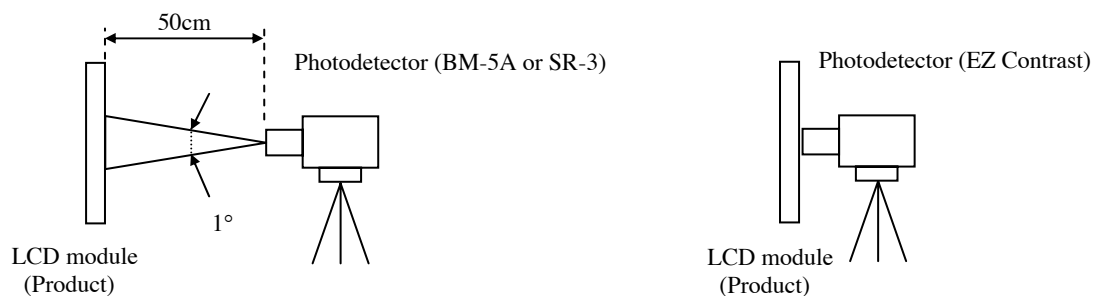 50cm
Photodetector (BM-5A or SR-3)
1°
LCD module
(Product)
Photodetector (EZ Contrast)
LCD module
(Product)